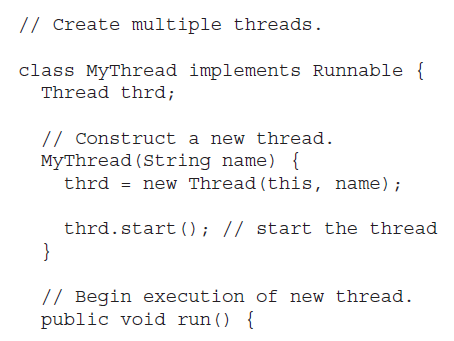 // Create multiple threads.
class MyThread implements Runnable {
Thread thrd;
// Construct a new thread.
MyThread(String name) {
thrd = new Thread(this, name);
thrd.start(); // start the thread
}
// Begin execution of new thread.
public void run() {